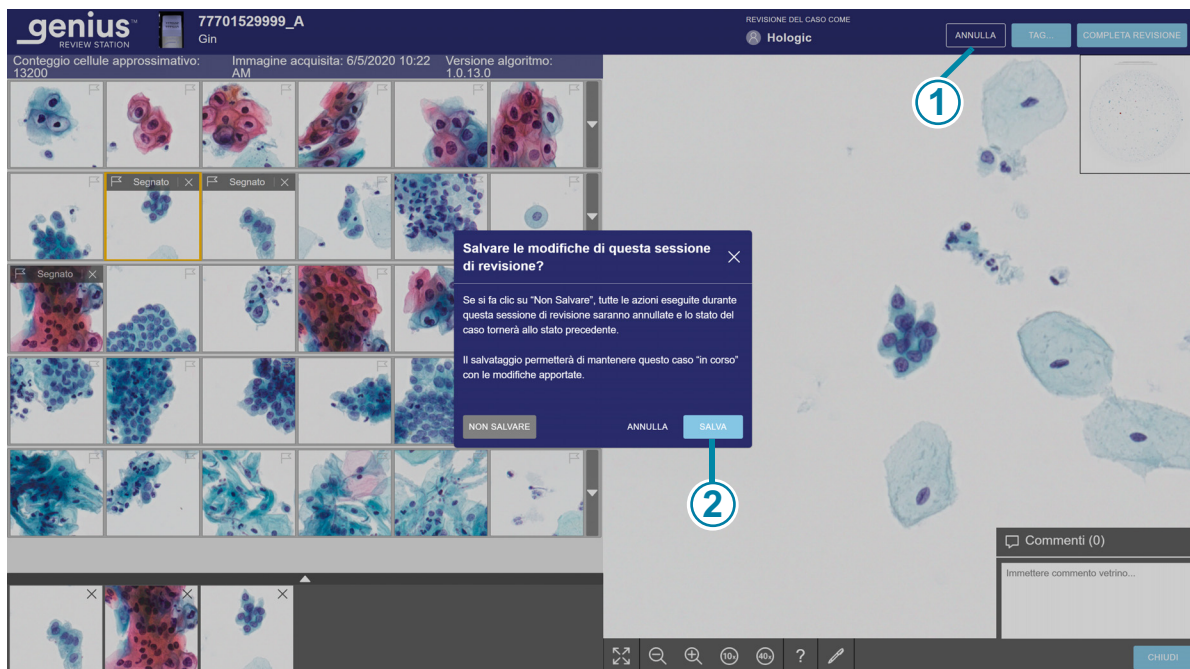 genius™
REVIEW STATION
77701529999_A
Gin
REVISIONE DEL CASO COME
Hologic
ANNULLA
TAG...
COMPLETA REVISIONE
1
Conteggio cellule approssimativo:
13200
Immagine acquisita: 6/5/2020 10:22
AM
Versione algoritmo:
1.0.13.0
Segnato
Segnato
Segnato
Salvare le modifiche di questa sessione
di revisione?
Se si fa clic su "Non Salvare", tutte le azioni eseguite durante
questa sessione di revisione saranno annullate e lo stato del
caso tornerà allo stato precedente.
Il salvataggio permetterà di mantenere questo caso "in corso"
con le modifiche apportate.
NON SALVARE
ANNULLA
SALVA
2
Commenti (0)
Immettere commento vetrino...
10x
40x
?
CHIUDI